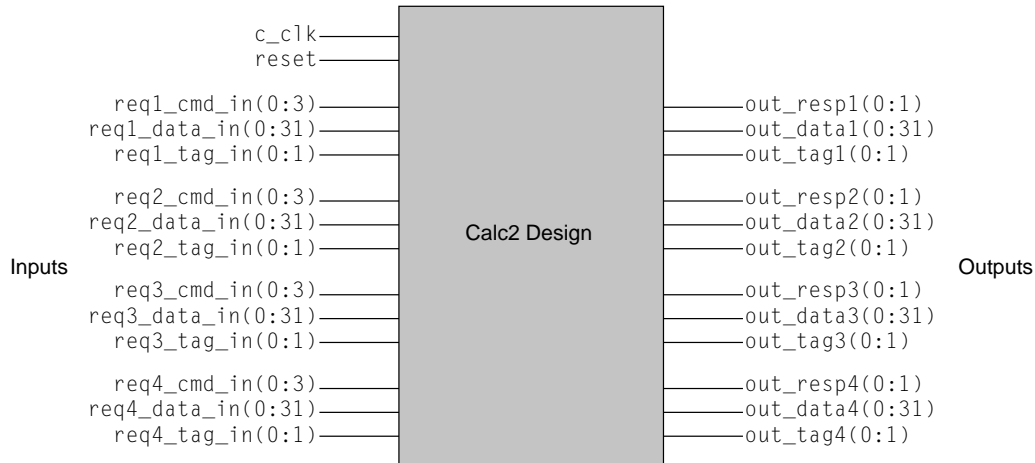 c_clk
reset
req1_cmd_in(0:3)
req1_data_in(0:31)
req1_tag_in(0:1)
req2_cmd_in(0:3)
req2_data_in(0:31)
req2_tag_in(0:1)
Inputs
req3_cmd_in(0:3)
req3_data_in(0:31)
req3_tag_in(0:1)
req4_cmd_in(0:3)
req4_data_in(0:31)
req4_tag_in(0:1)
Calc2 Design
out_resp1(0:1)
out_data1(0:31)
out_tag1(0:1)
out_resp2(0:1)
out_data2(0:31)
out_tag2(0:1)
Outputs
out_resp3(0:1)
out_data3(0:31)
out_tag3(0:1)
out_resp4(0:1)
out_data4(0:31)
out_tag4(0:1)